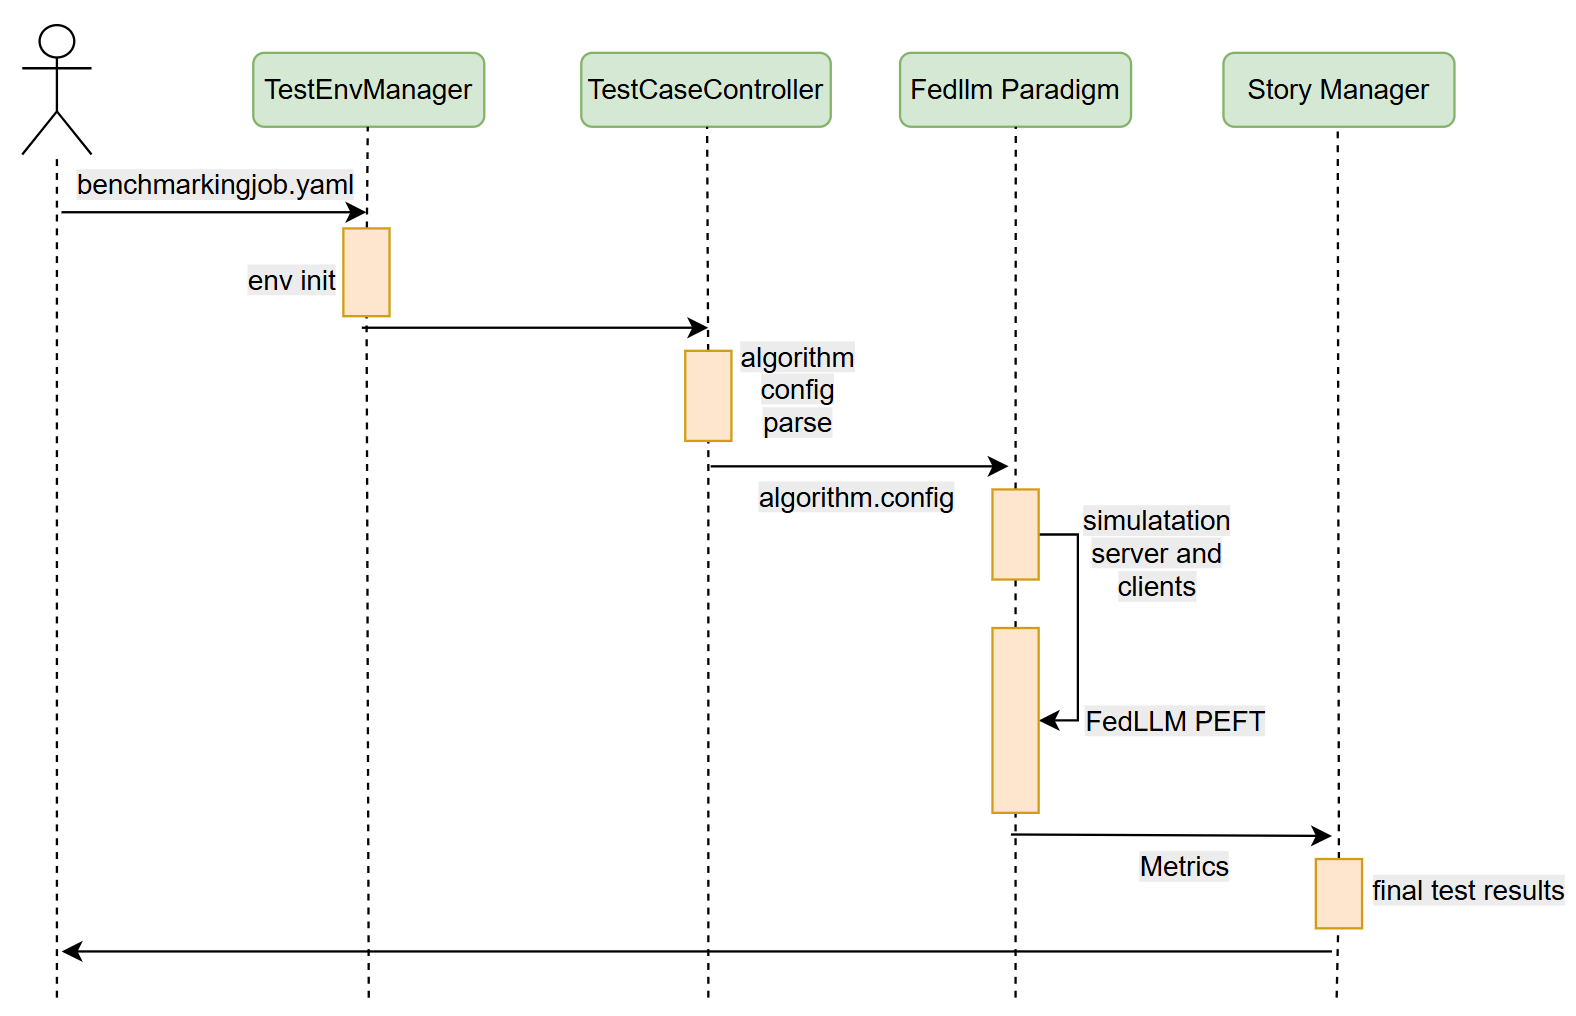 TestEnvManager
TestCaseController
Fedllm Paradigm
Story Manager
benchmarkingjob.yaml
env init
algorithm
config
parse
algorithm.config
simulatation
server and
clients
FedLLM PEFT
Metrics
final test results